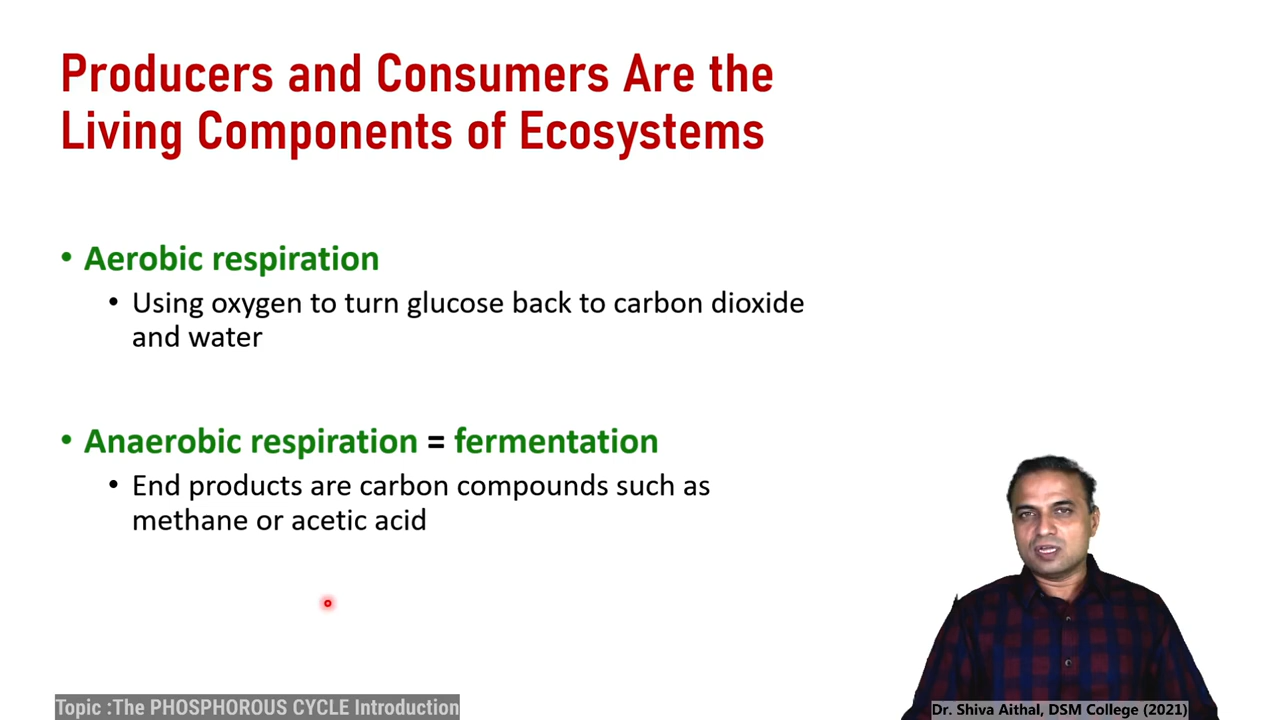 Producers and Consumers Are the
Living Components of Ecosystems
• Aerobic respiration
• Using oxygen to turn glucose back to carbon dioxide
and water
• Anaerobic respiration = fermentation
• End products are carbon compounds such as
methane or acetic acid
Topic :The PHOSPHOROUS CYCLE Introduction
Dr. Shiva Aithal, DSM College (2021)